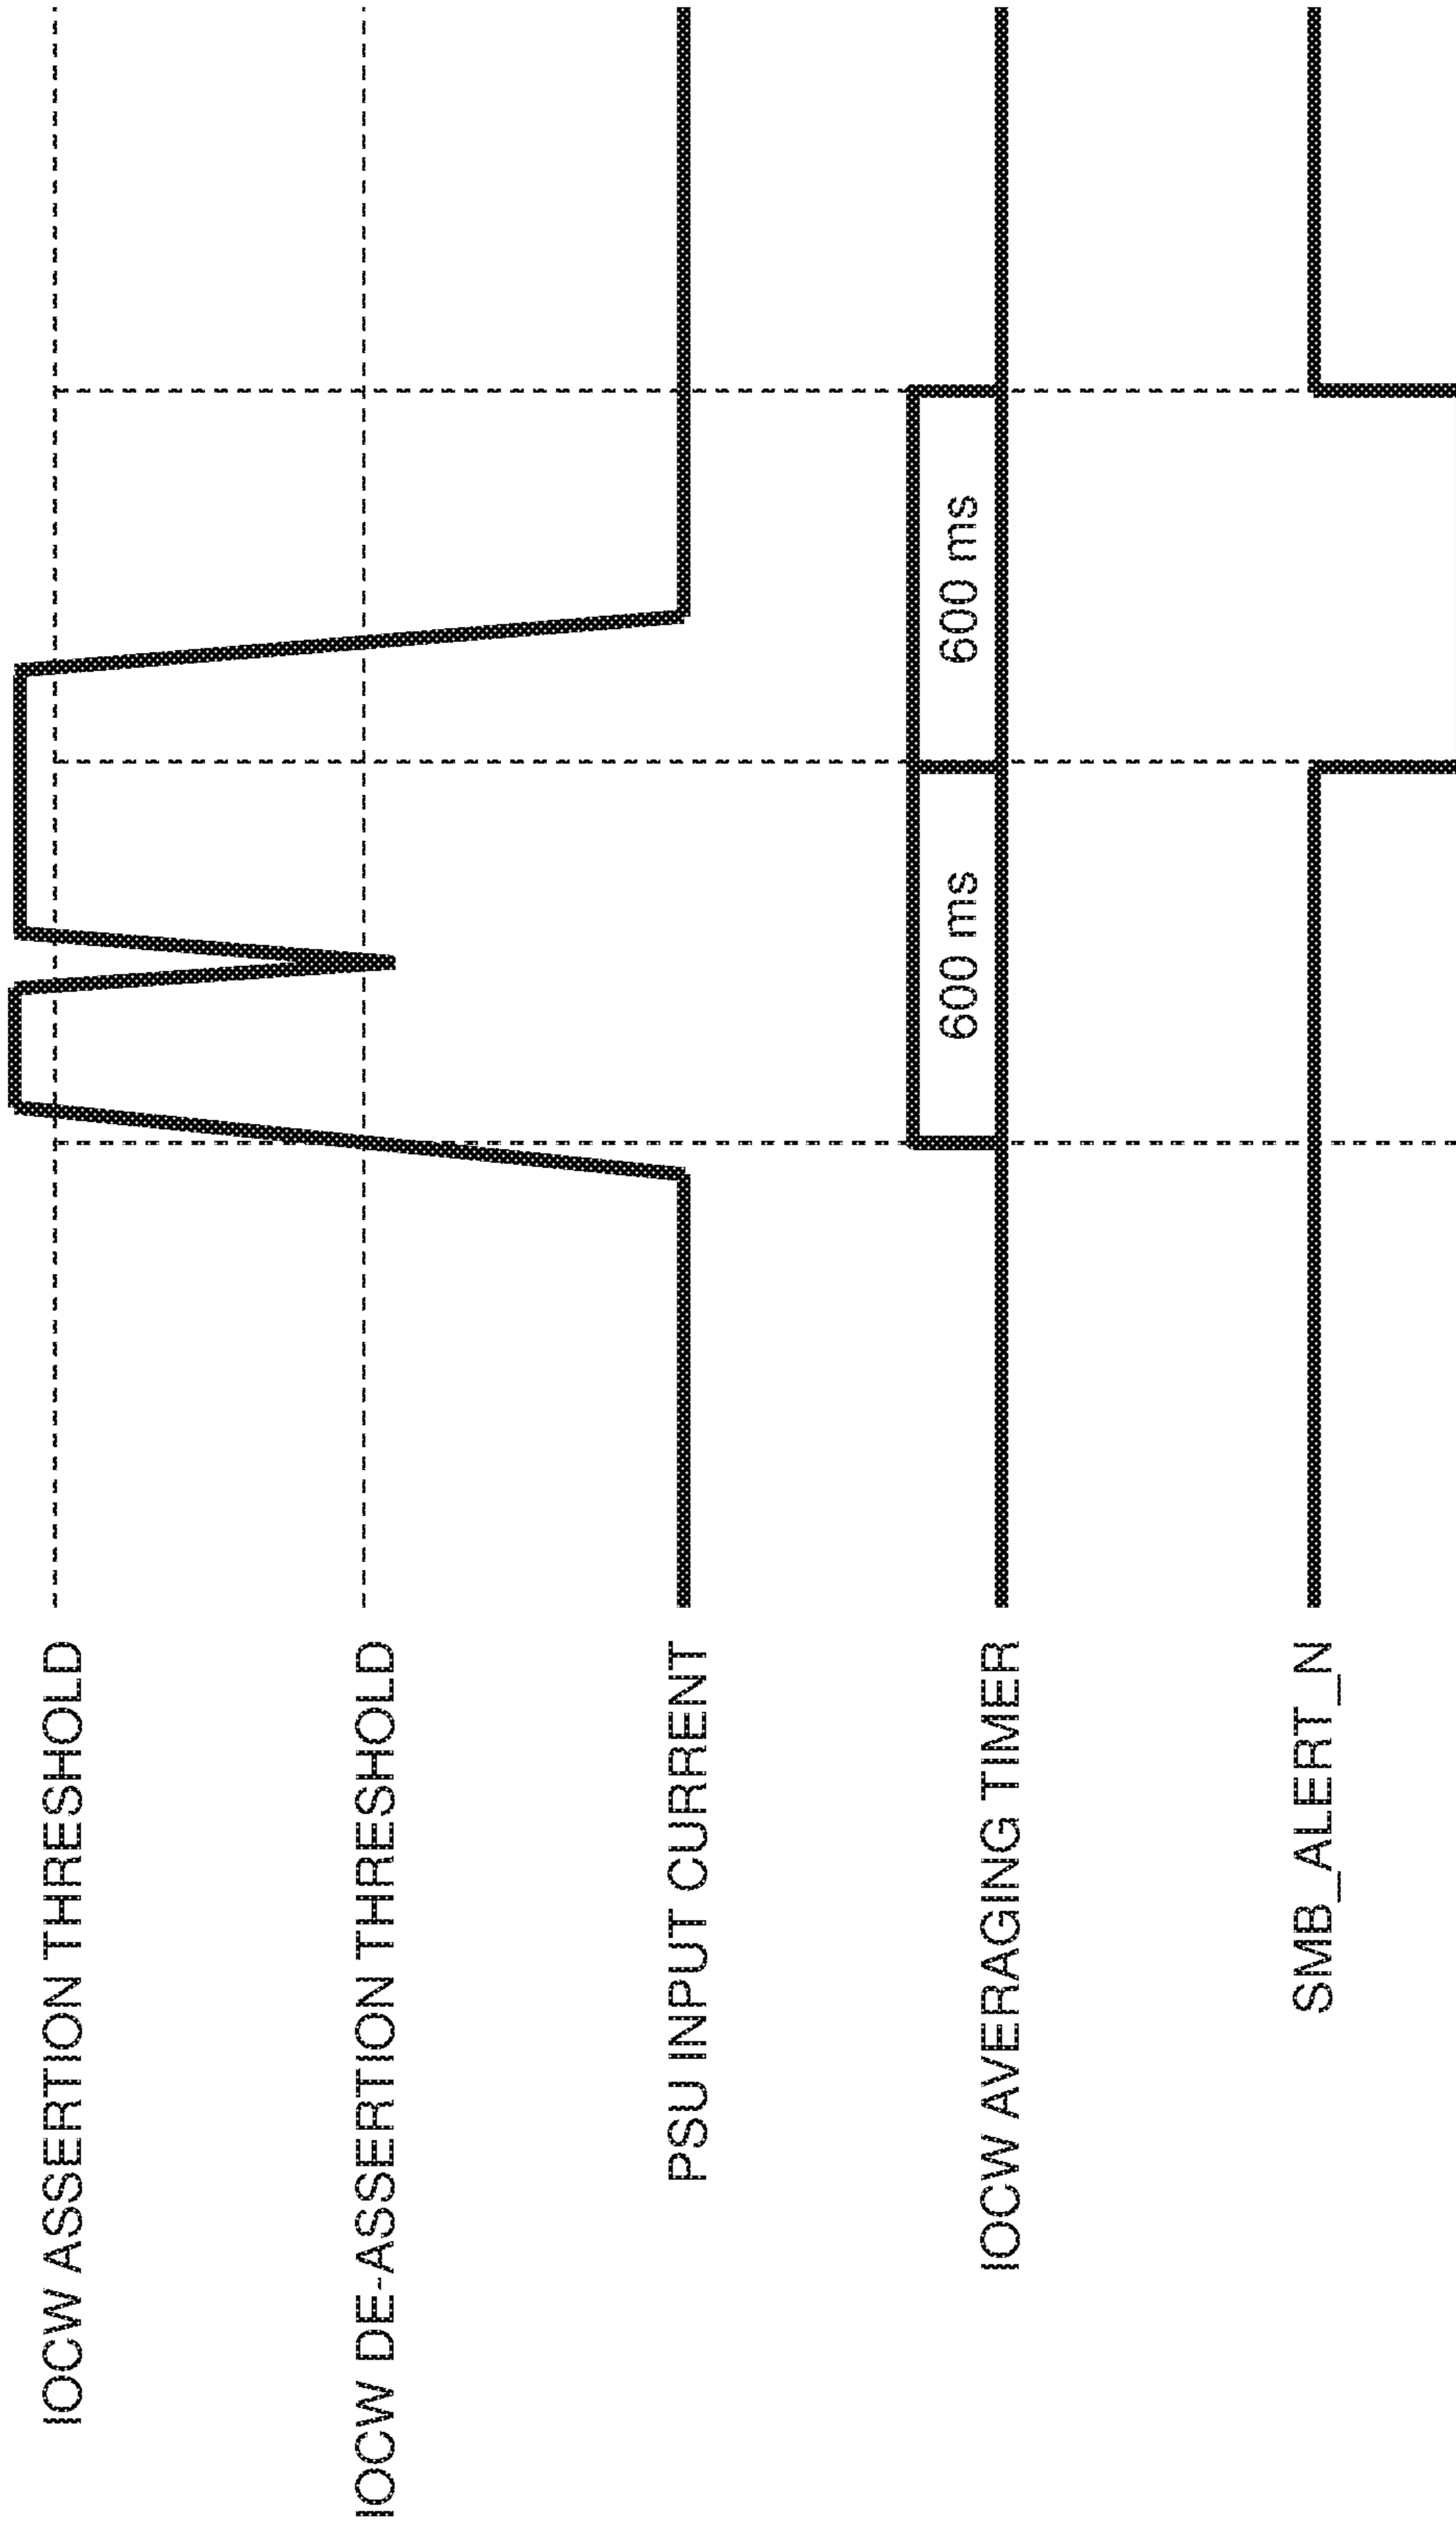 IOCW ASSERTION THRESHOLD
IOCW DE-ASSERTION THRESHOLD
PSU INPUT CURRENT
IOCW AVERAGING TIMER
600 ms
600 ms
SMB_ALERT_N